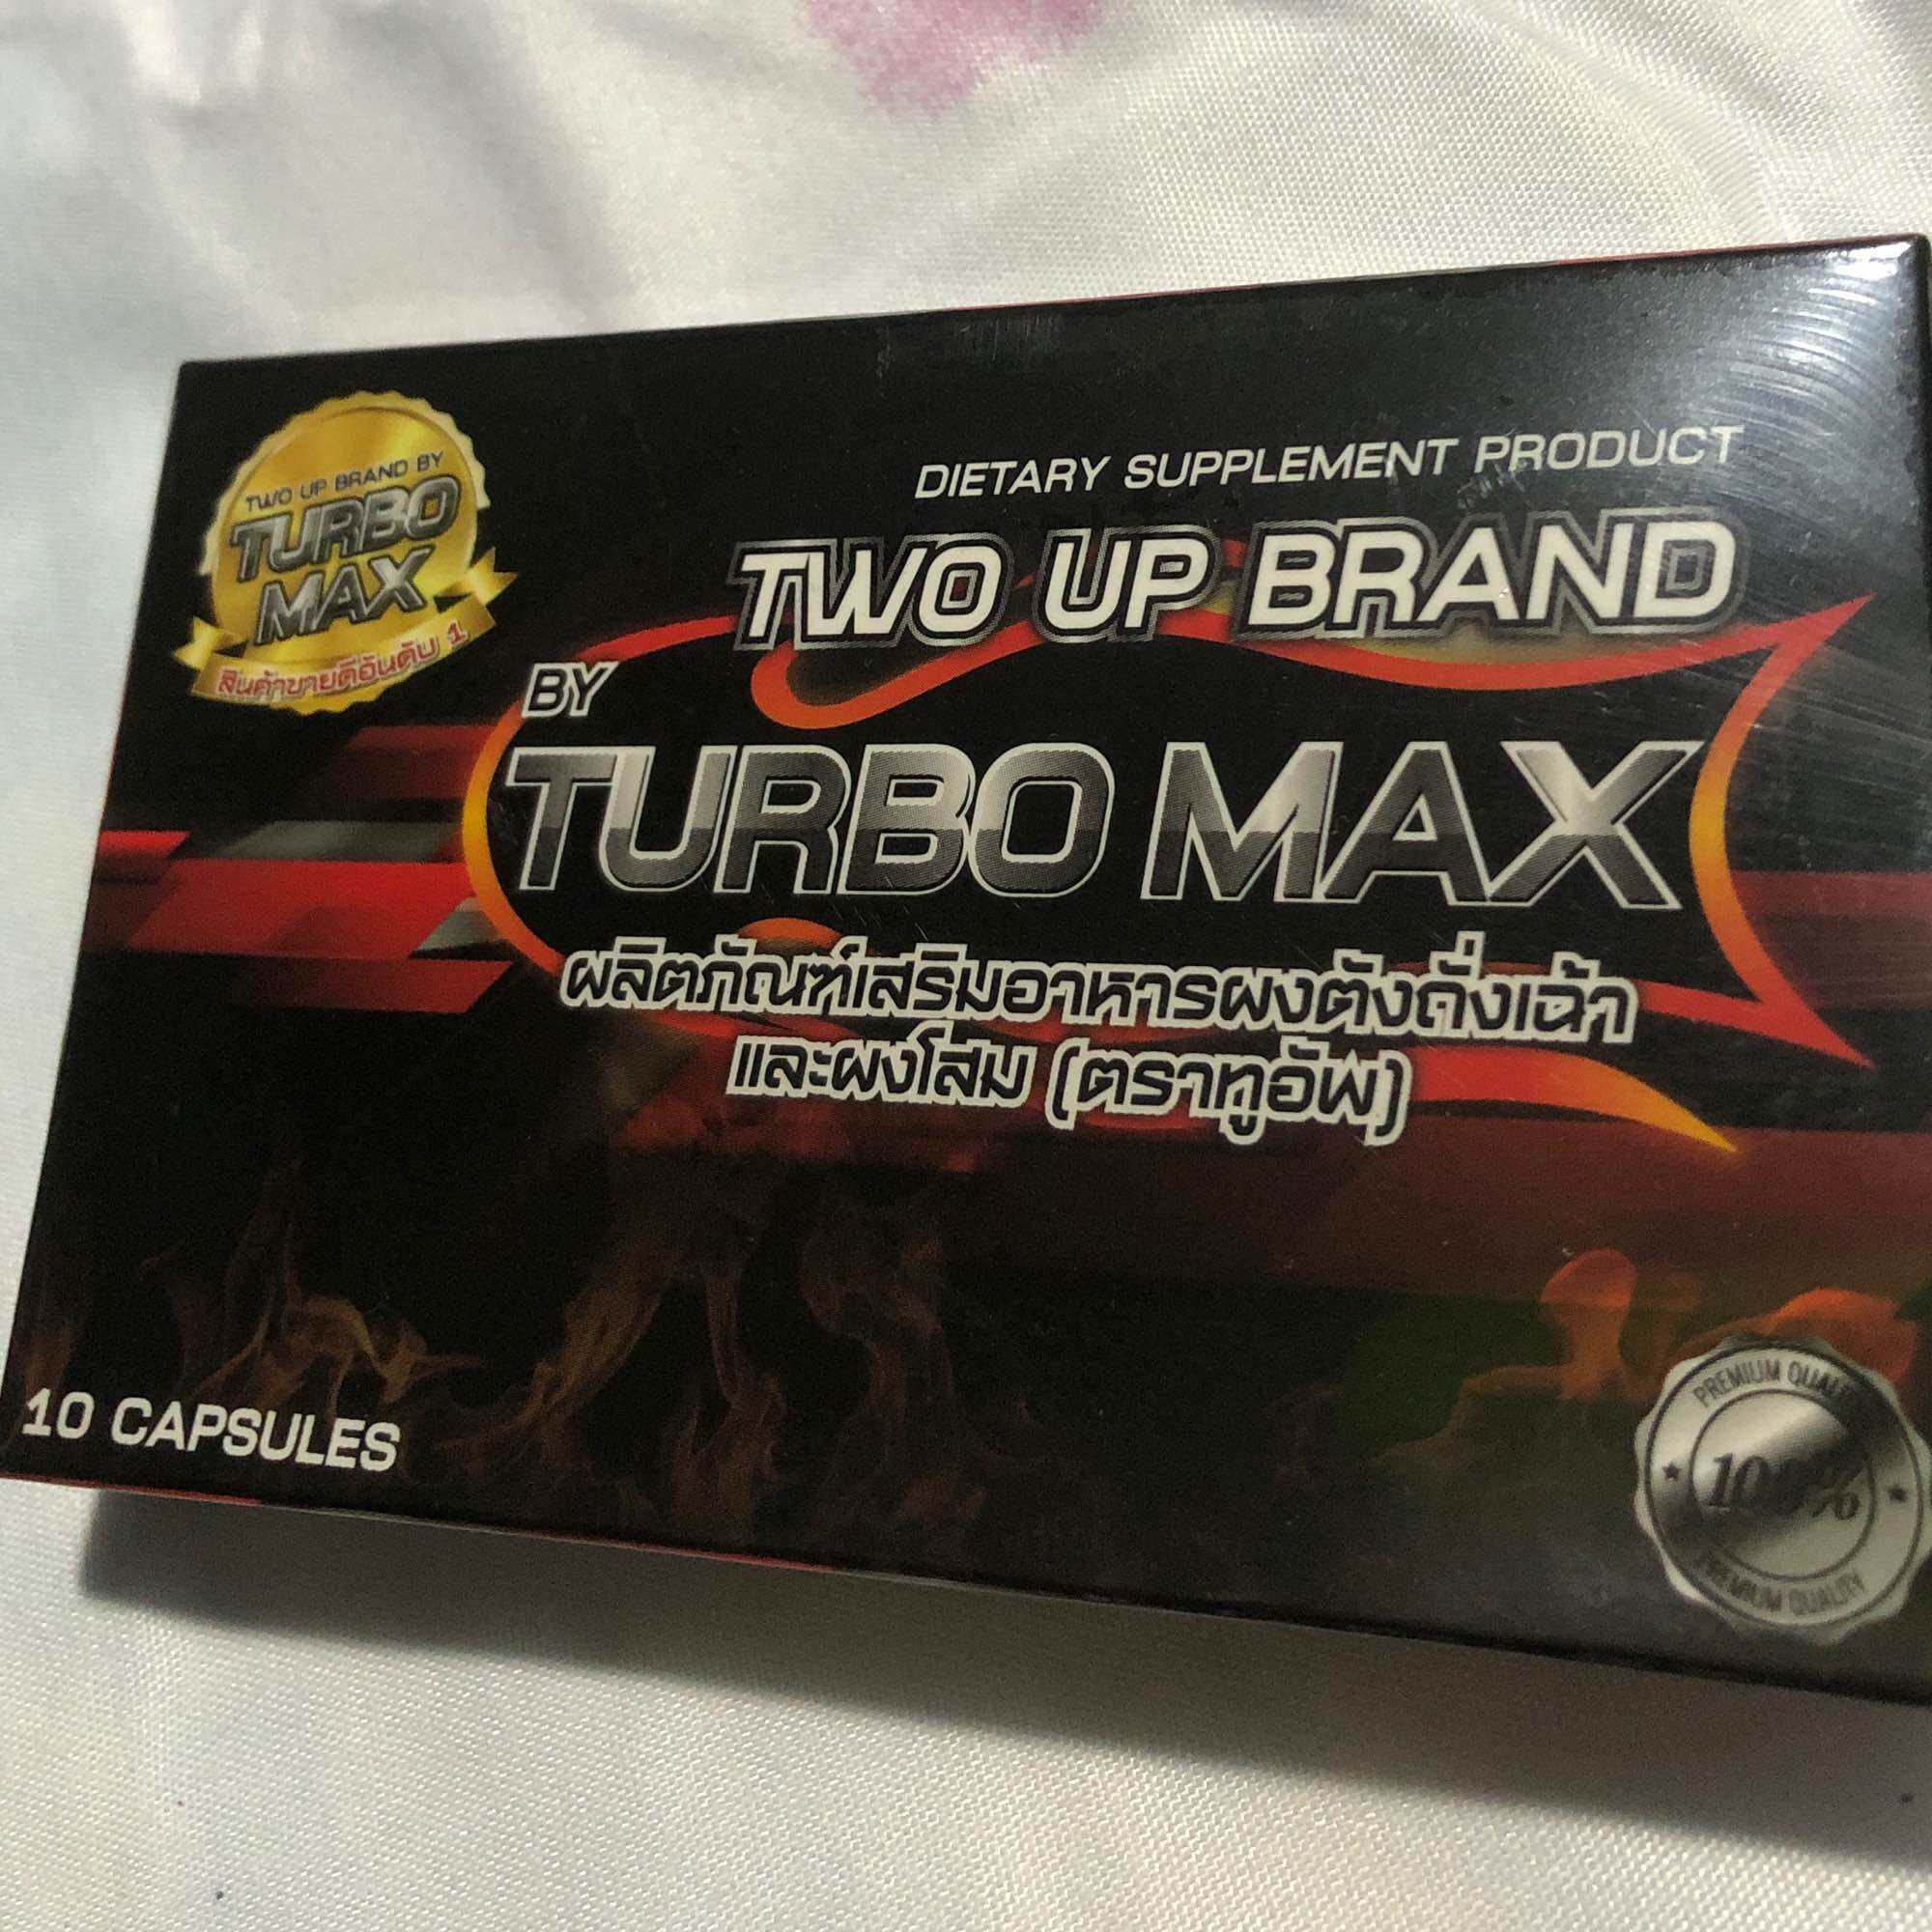 TWO UP BRAND BY
TURBO
MAX
สินค้าขายดีอันดับ 1
DIETARY SUPPLEMENT PRODUCT
TWO UP BRAND
BY
TURBO MAX
ผลิตภัณฑ์เสริมอาหารผงตังถั่งเฉ้า
และผงโสม (ตราทูอัพ)
10 CAPSULES
PREMIUM QUALITY
100%
PREMIUM QUALITY